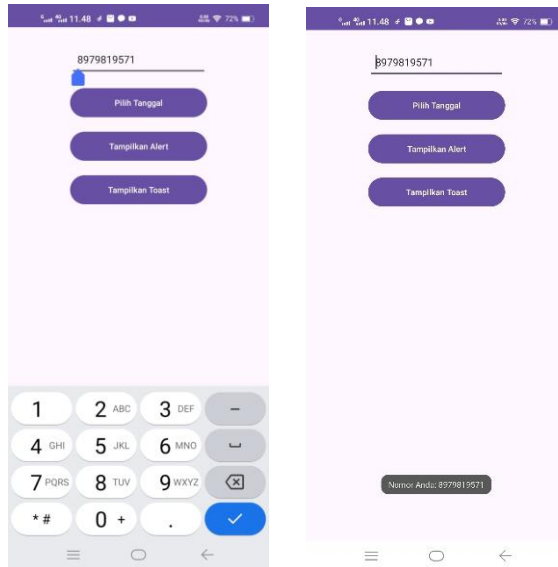 11.48
72%
8979819571
Pilih Tanggal
Tampilkan Alert
Tampilkan Toast
1
2 ABC
3 DEF
–
4 GHI
5 JKL
6 MNO
7 PQRS
8 TUV
9 WXYZ
* #
0 +
.
11.48
72%
8979819571
Pilih Tanggal
Tampilkan Alert
Tampilkan Toast
Nomor Anda: 8979819571